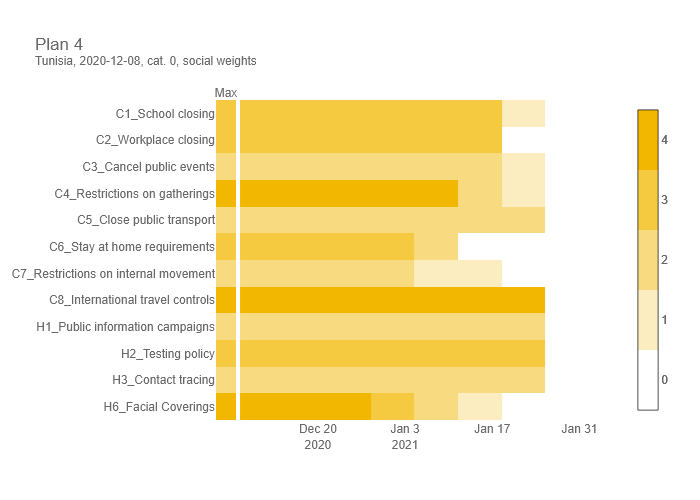 Plan 4
Tunisia, 2020-12-08, cat. 0, social weights
Max
C1_School closing
C2_Workplace closing
C3_Cancel public events
C4_Restrictions on gatherings
C5_Close public transport
C6_Stay at home requirements
C7_Restrictions on internal movement
C8_International travel controls
H1_Public information campaigns
H2_Testing policy
H3_Contact tracing
H6_Facial Coverings
Dec 20 Jan 3 Jan 17 Jan 31
2020 2021
4
3
2
1
0